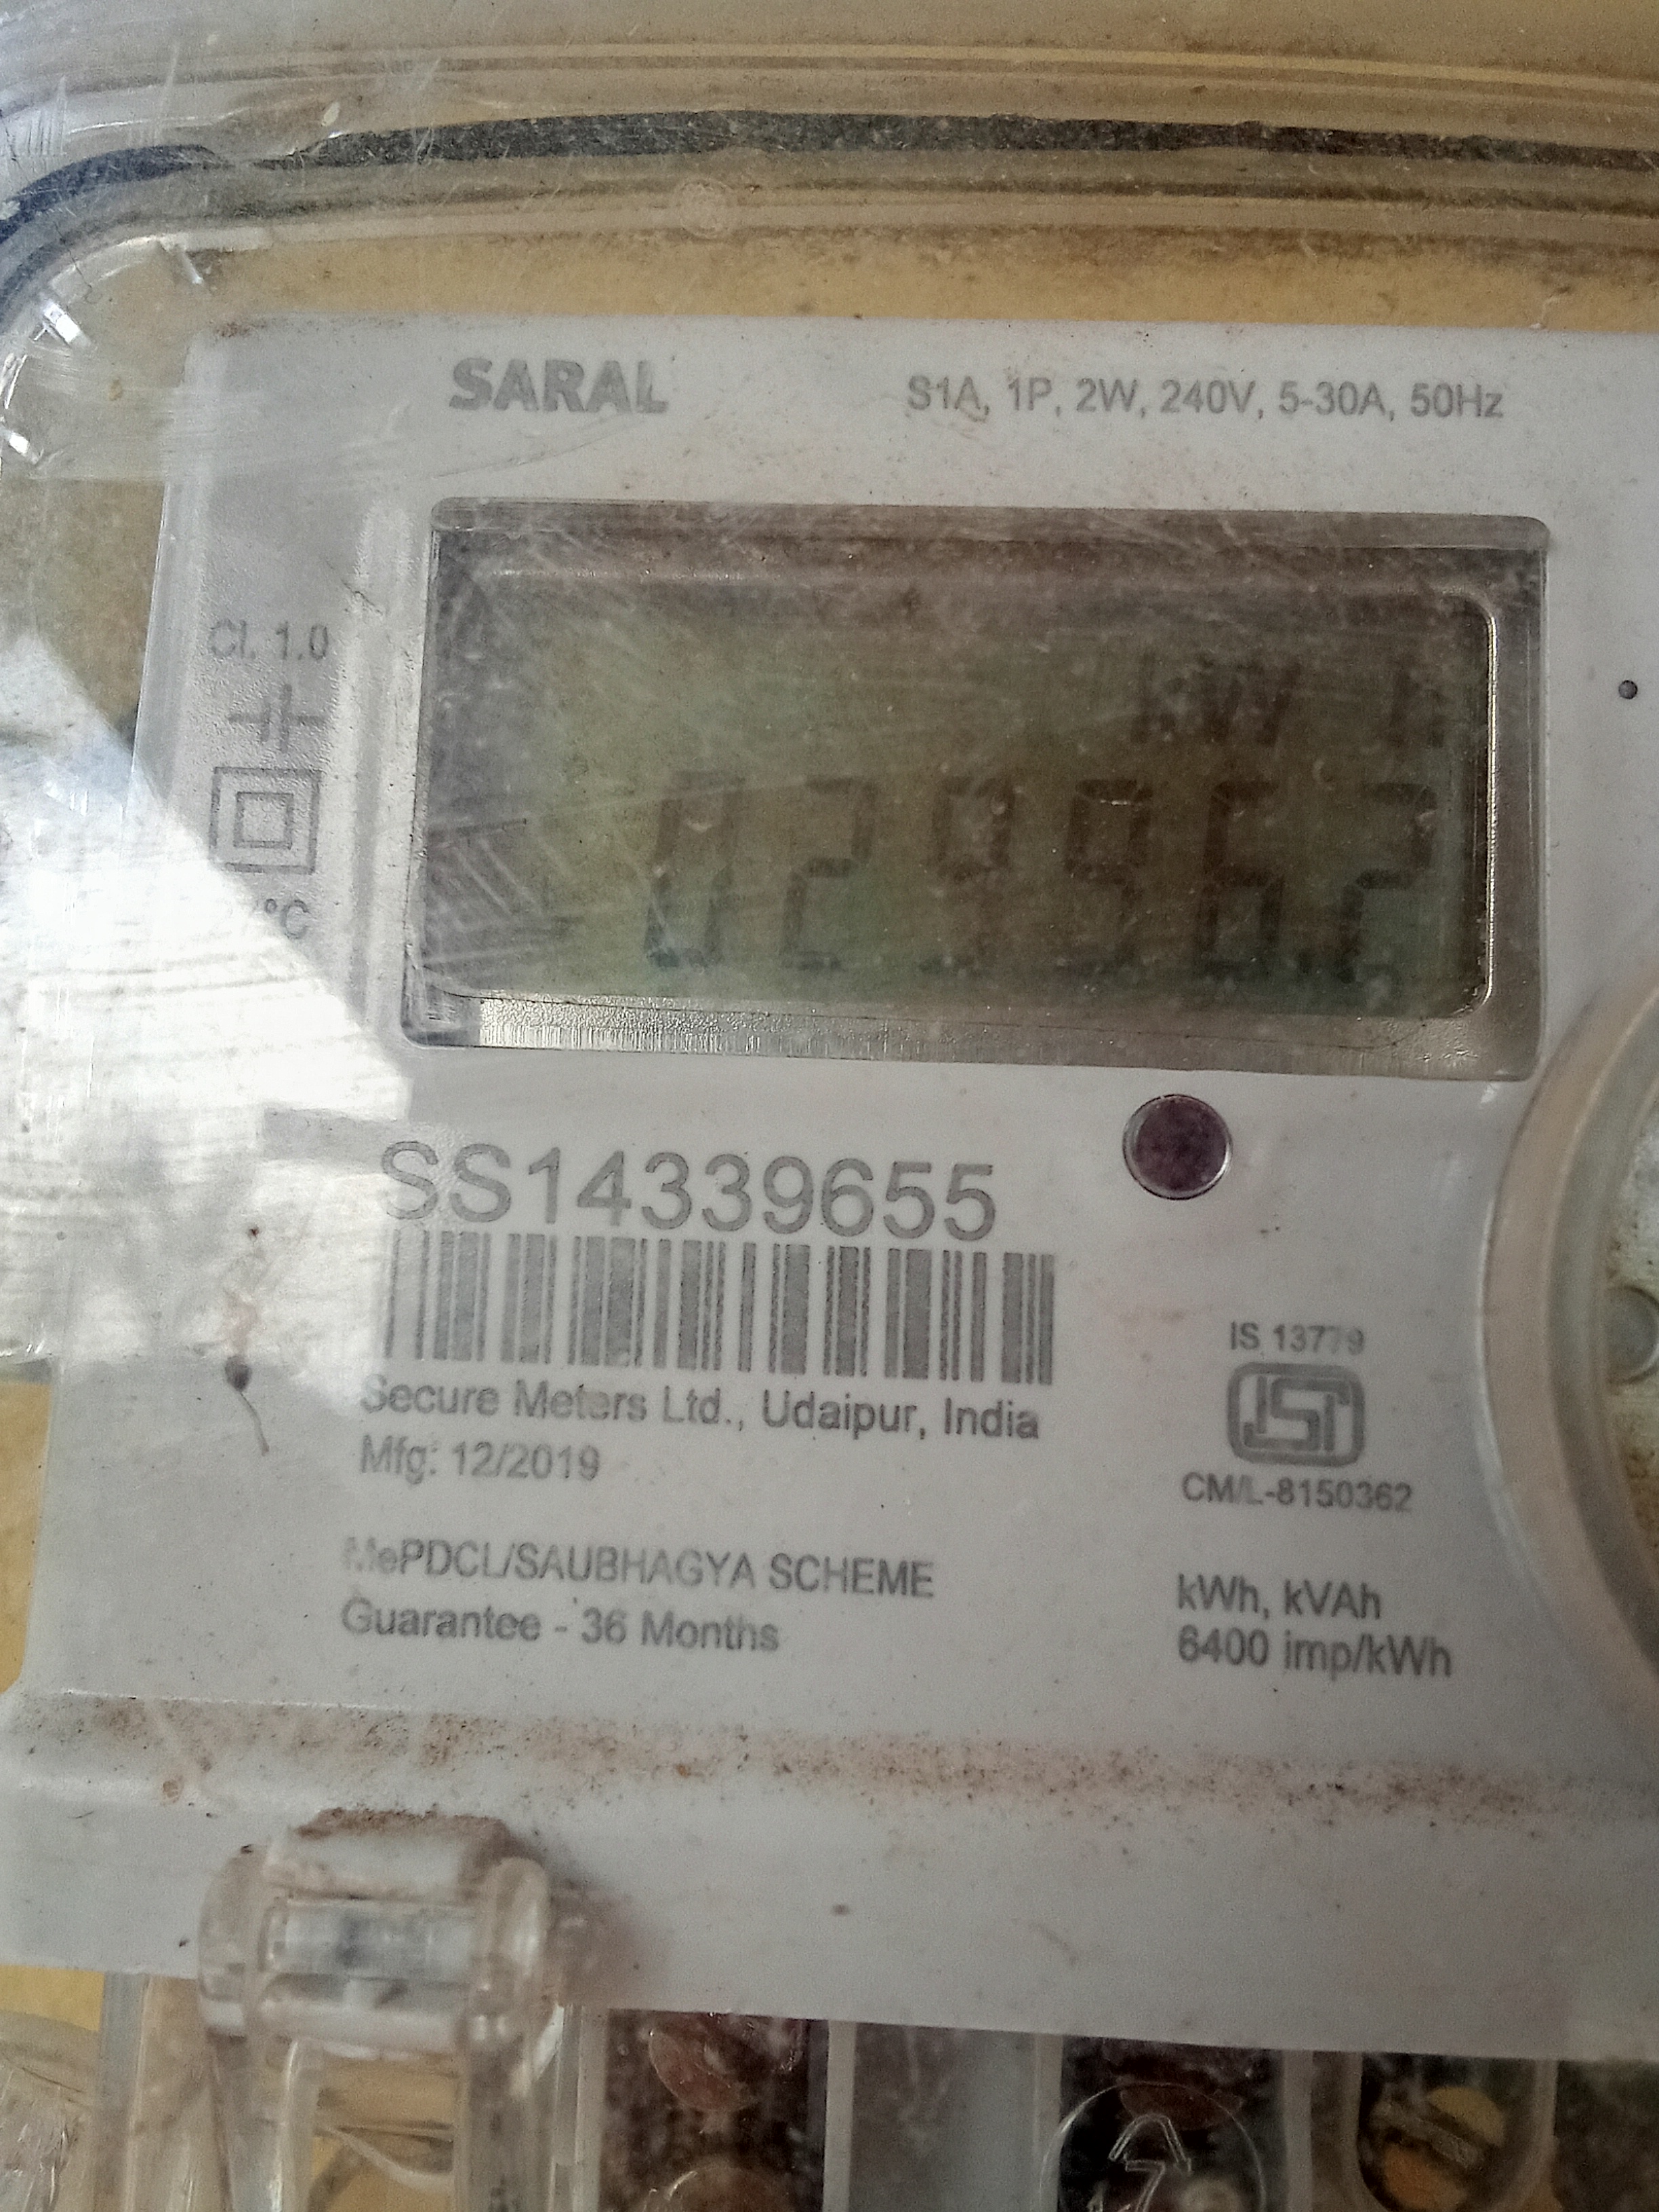 SARAL
S1A, 1P, 2W, 240V, 5-30A, 50Hz
Cl. 1.0
kW h
02996.2
°C
SS14339655
Secure Meters Ltd., Udaipur, India
Mfg: 12/2019
IS 13779
ISI
CM/L-8150362
MePDCL/SAUBHAGYA SCHEME
Guarantee - 36 Months
kWh, kVAh
6400 imp/kWh